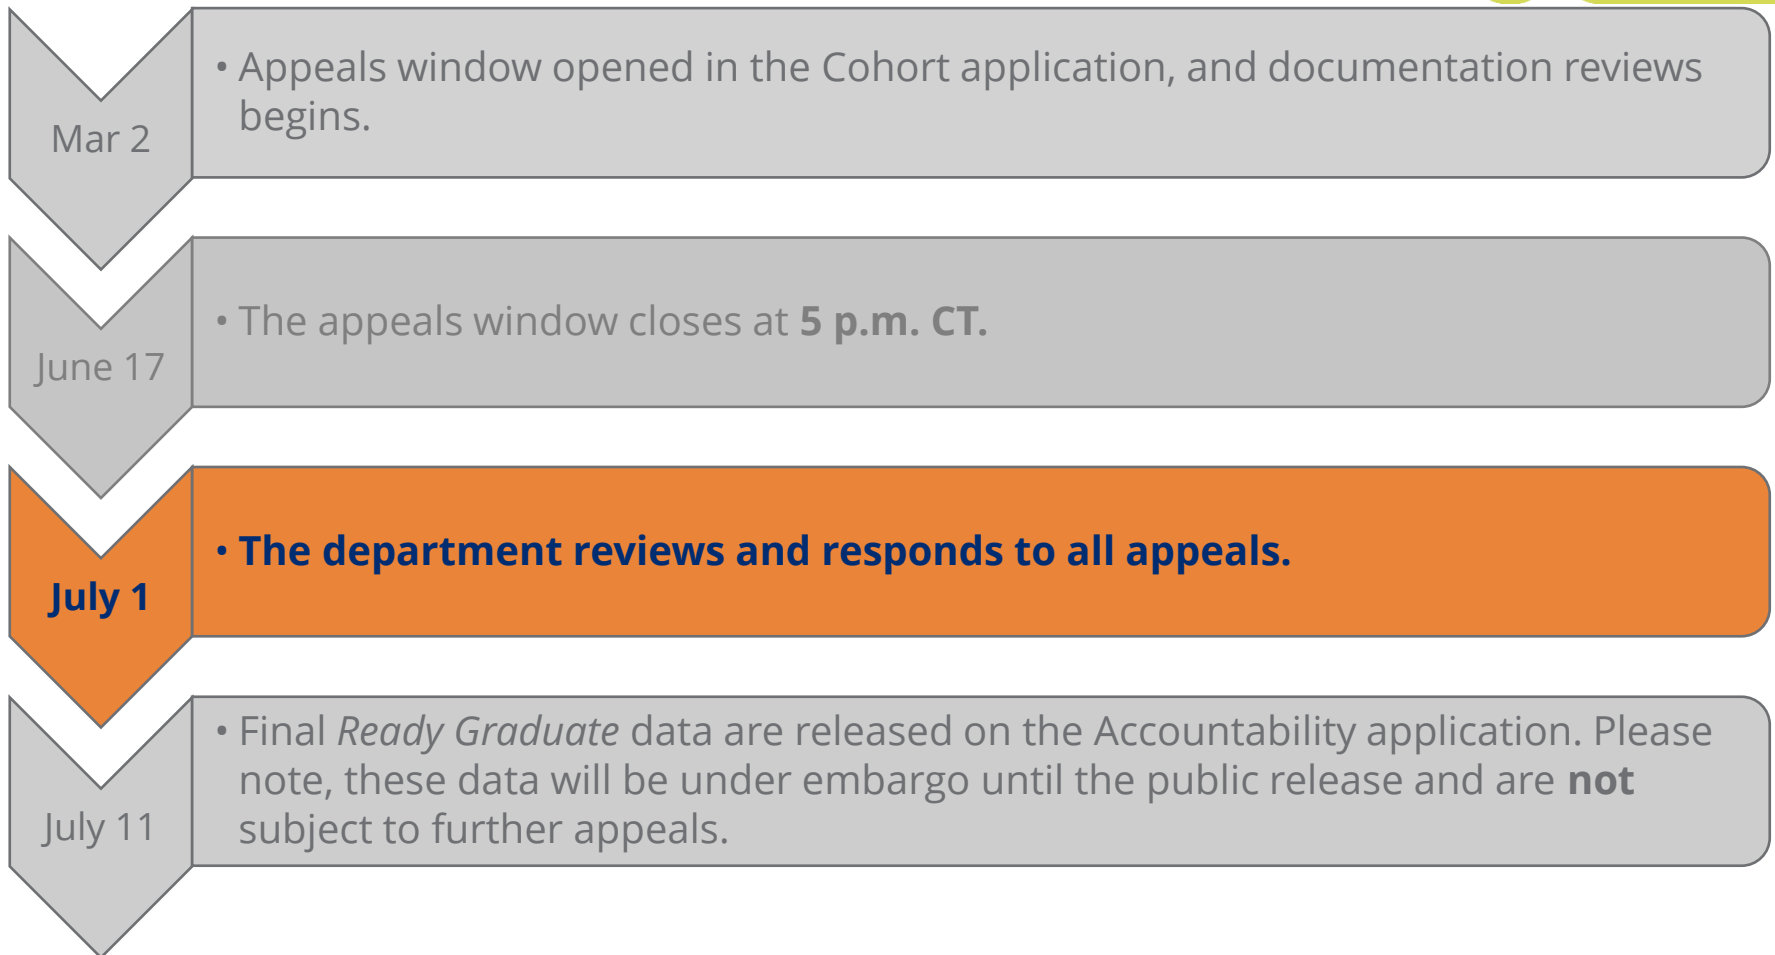 Mar 2
• Appeals window opened in the Cohort application, and documentation reviews
begins.
June 17
• The appeals window closes at 5 p.m. CT.
July 1
• The department reviews and responds to all appeals.
July 11
• Final Ready Graduate data are released on the Accountability application. Please
note, these data will be under embargo until the public release and are not
subject to further appeals.